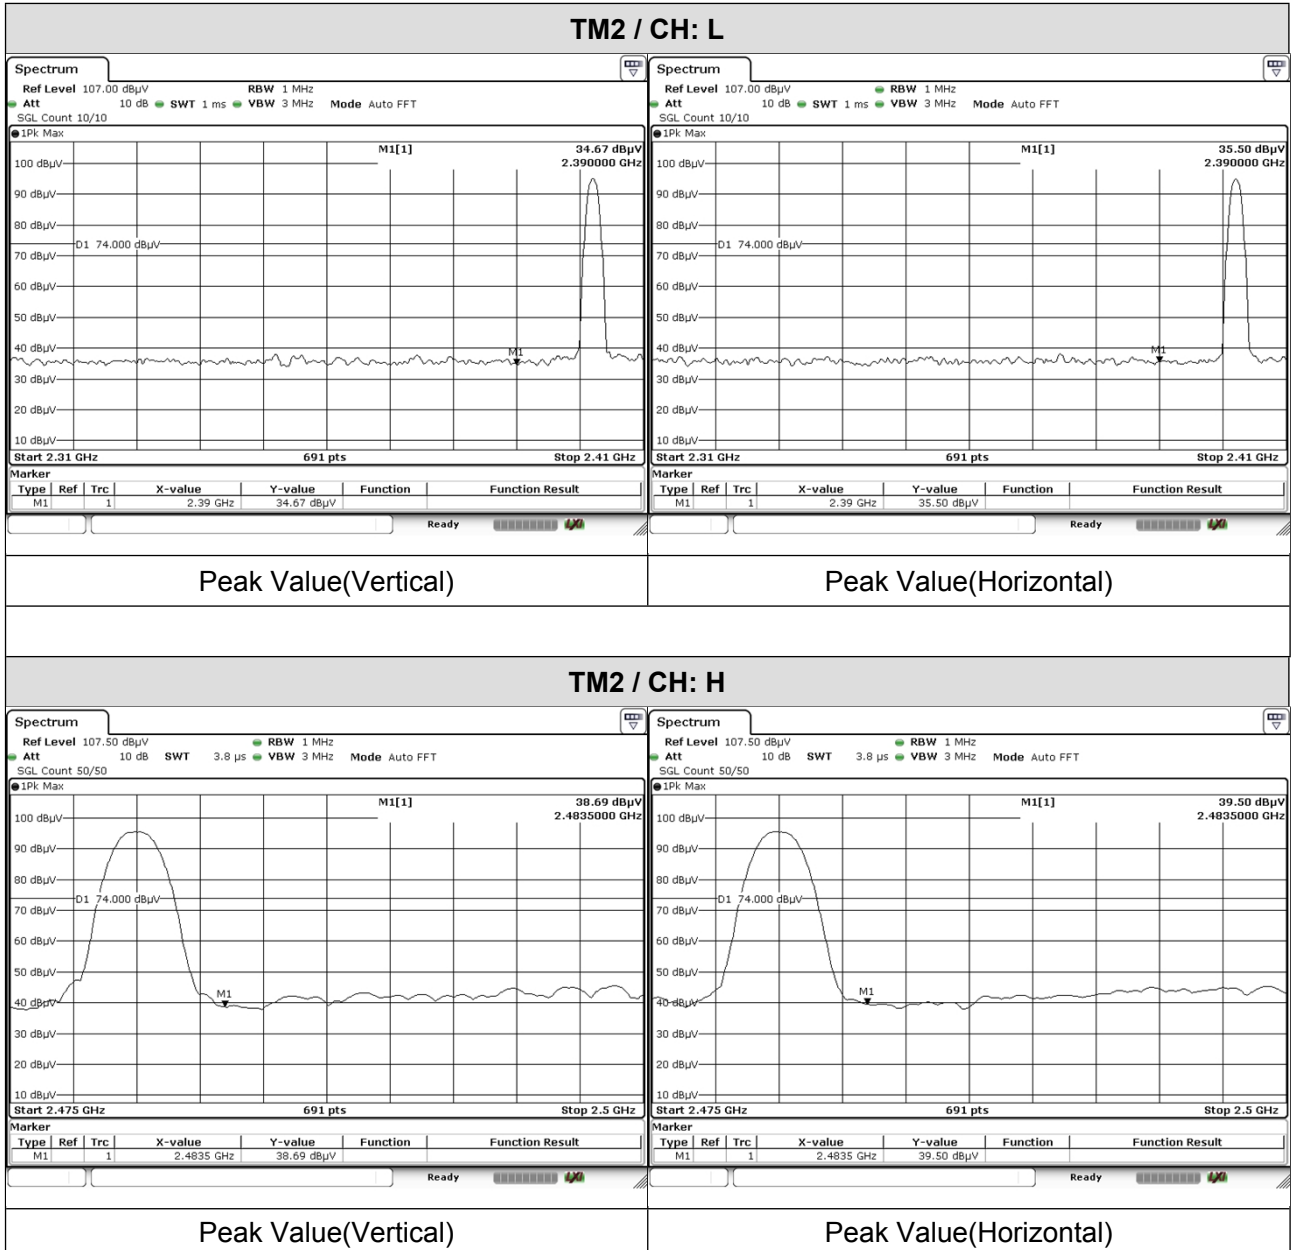 TM2 / CH: L
Spectrum
Ref Level 107.00 dBµV RBW 1 MHz
Att 10 dB SWT 1 ms VBW 3 MHz Mode Auto FFT
SGL Count 10/10
1Pk Max
M1[1] 34.67 dBµV
2.390000 GHz
100 dBµV
90 dBµV
80 dBµV
D1 74.000 dBµV
70 dBµV
60 dBµV
50 dBµV
40 dBµV
M1
30 dBµV
20 dBµV
10 dBµV
Start 2.31 GHz 691 pts Stop 2.41 GHz
Marker
Type Ref Trc X-value Y-value Function Function Result
M1 1 2.39 GHz 34.67 dBµV
Ready LXI
Peak Value(Vertical)
Spectrum
Ref Level 107.00 dBµV RBW 1 MHz
Att 10 dB SWT 1 ms VBW 3 MHz Mode Auto FFT
SGL Count 10/10
1Pk Max
M1[1] 35.50 dBµV
2.390000 GHz
100 dBµV
90 dBµV
80 dBµV
D1 74.000 dBµV
70 dBµV
60 dBµV
50 dBµV
40 dBµV
M1
30 dBµV
20 dBµV
10 dBµV
Start 2.31 GHz 691 pts Stop 2.41 GHz
Marker
Type Ref Trc X-value Y-value Function Function Result
M1 1 2.39 GHz 35.50 dBµV
Ready LXI
Peak Value(Horizontal)
TM2 / CH: H
Spectrum
Ref Level 107.50 dBµV RBW 1 MHz
Att 10 dB SWT 3.8 µs VBW 3 MHz Mode Auto FFT
SGL Count 50/50
1Pk Max
M1[1] 38.69 dBµV
2.4835000 GHz
100 dBµV
90 dBµV
80 dBµV
D1 74.000 dBµV
70 dBµV
60 dBµV
50 dBµV
M1
40 dBµV
30 dBµV
20 dBµV
10 dBµV
Start 2.475 GHz 691 pts Stop 2.5 GHz
Marker
Type Ref Trc X-value Y-value Function Function Result
M1 1 2.4835 GHz 38.69 dBµV
Ready LXI
Peak Value(Vertical)
Spectrum
Ref Level 107.50 dBµV RBW 1 MHz
Att 10 dB SWT 3.8 µs VBW 3 MHz Mode Auto FFT
SGL Count 50/50
1Pk Max
M1[1] 39.50 dBµV
2.4835000 GHz
100 dBµV
90 dBµV
80 dBµV
D1 74.000 dBµV
70 dBµV
60 dBµV
50 dBµV
M1
40 dBµV
30 dBµV
20 dBµV
10 dBµV
Start 2.475 GHz 691 pts Stop 2.5 GHz
Marker
Type Ref Trc X-value Y-value Function Function Result
M1 1 2.4835 GHz 39.50 dBµV
Ready LXI
Peak Value(Horizontal)